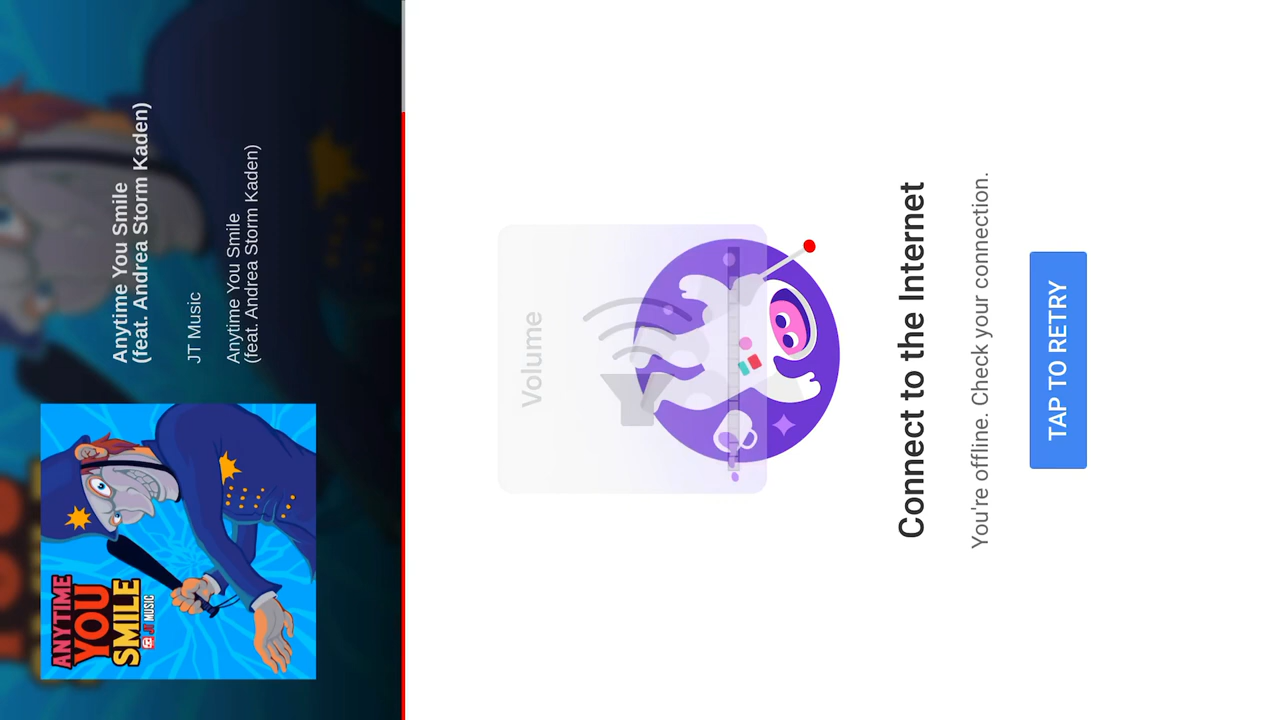 ANYTIME
YOU
SMILE
JT MUSIC
Anytime You Smile
(feat. Andrea Storm Kaden)
JT Music
Anytime You Smile
(feat. Andrea Storm Kaden)
Volume
Connect to the Internet
You're offline. Check your connection.
TAP TO RETRY